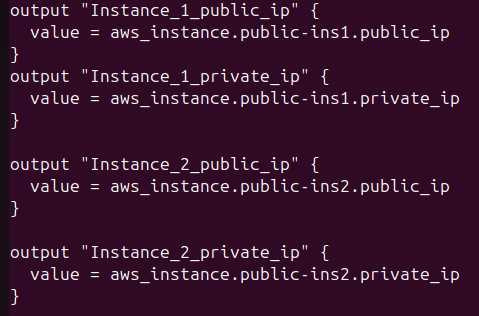 output "Instance_1_public_ip" {
  value = aws_instance.public-ins1.public_ip
}
output "Instance_1_private_ip" {
  value = aws_instance.public-ins1.private_ip
}

output "Instance_2_public_ip" {
  value = aws_instance.public-ins2.public_ip
}

output "Instance_2_private_ip" {
  value = aws_instance.public-ins2.private_ip
}